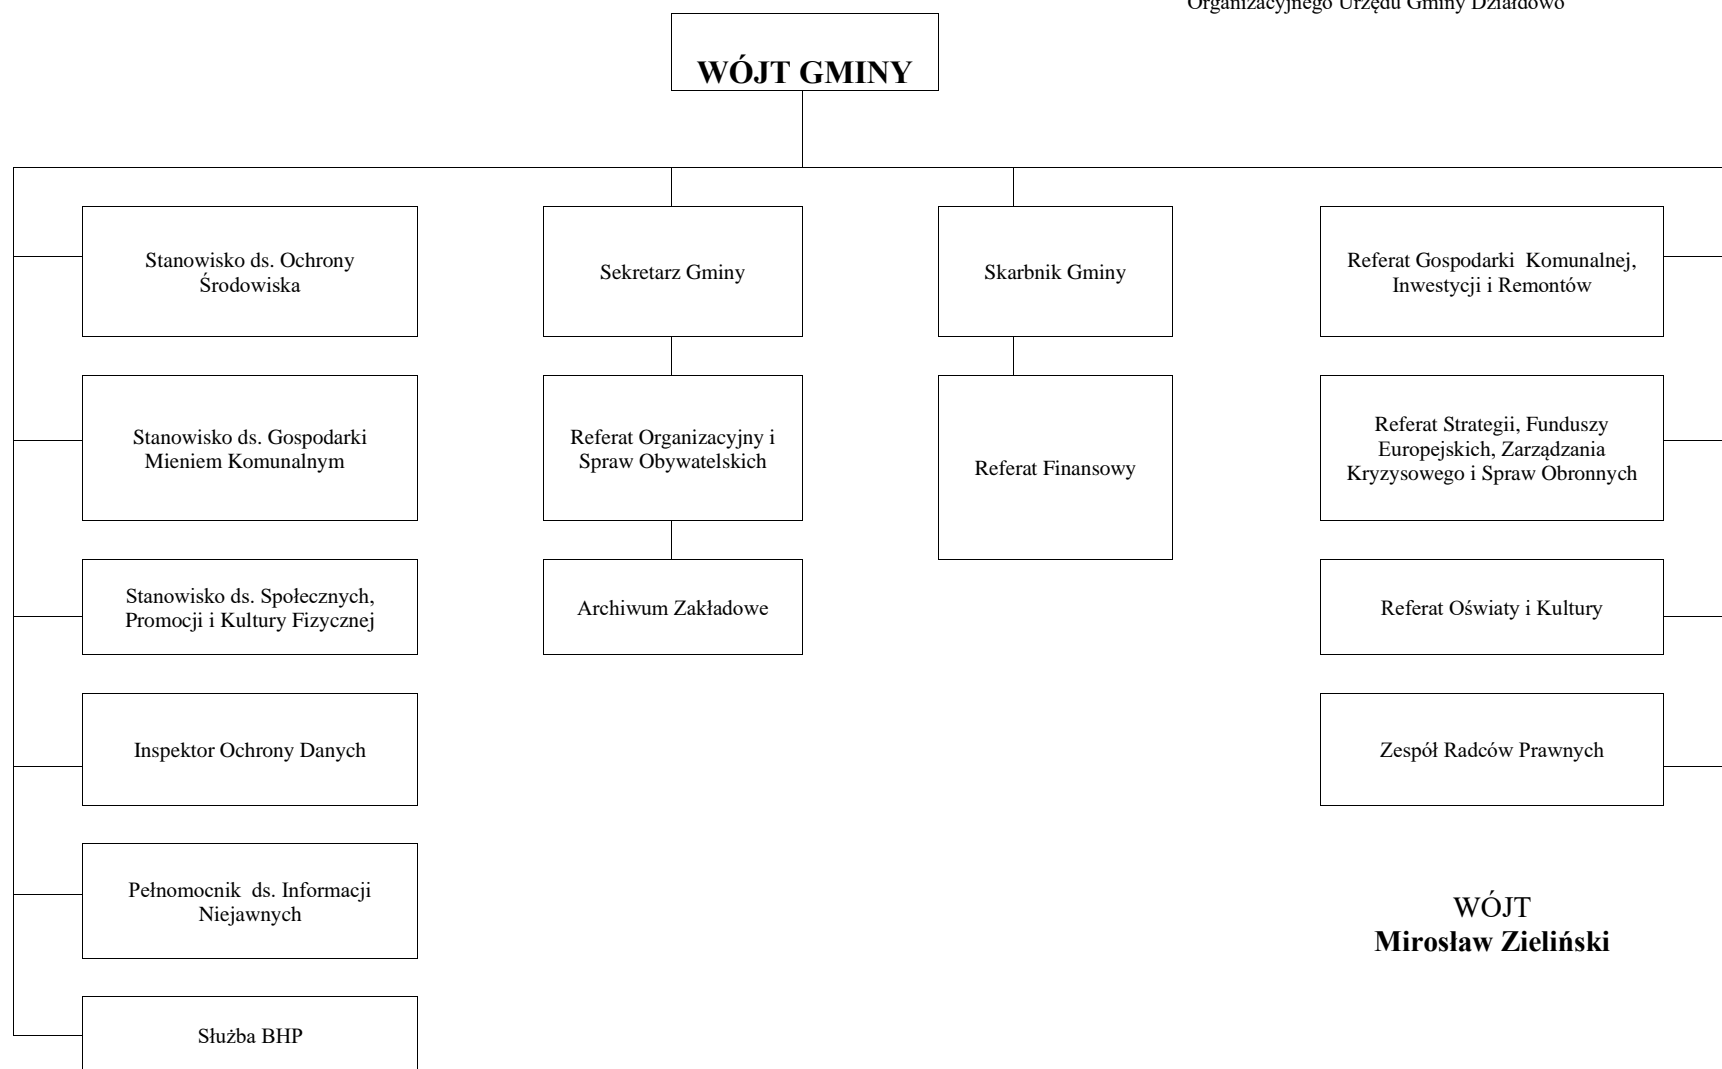 Organizacyjnego Urzędu Gminy Działdowo
WÓJT GMINY
Stanowisko ds. Ochrony
Środowiska
Sekretarz Gminy
Skarbnik Gminy
Referat Gospodarki  Komunalnej,
Inwestycji i Remontów
Stanowisko ds. Gospodarki
Mieniem Komunalnym
Referat Organizacyjny i
Spraw Obywatelskich
Referat Finansowy
Referat Strategii, Funduszy
Europejskich, Zarządzania
Kryzysowego i Spraw Obronnych
Stanowisko ds. Społecznych,
Promocji i Kultury Fizycznej
Archiwum Zakładowe
Referat Oświaty i Kultury
Inspektor Ochrony Danych
Zespół Radców Prawnych
Pełnomocnik  ds. Informacji
Niejawnych
WÓJT
Mirosław Zieliński
Służba BHP